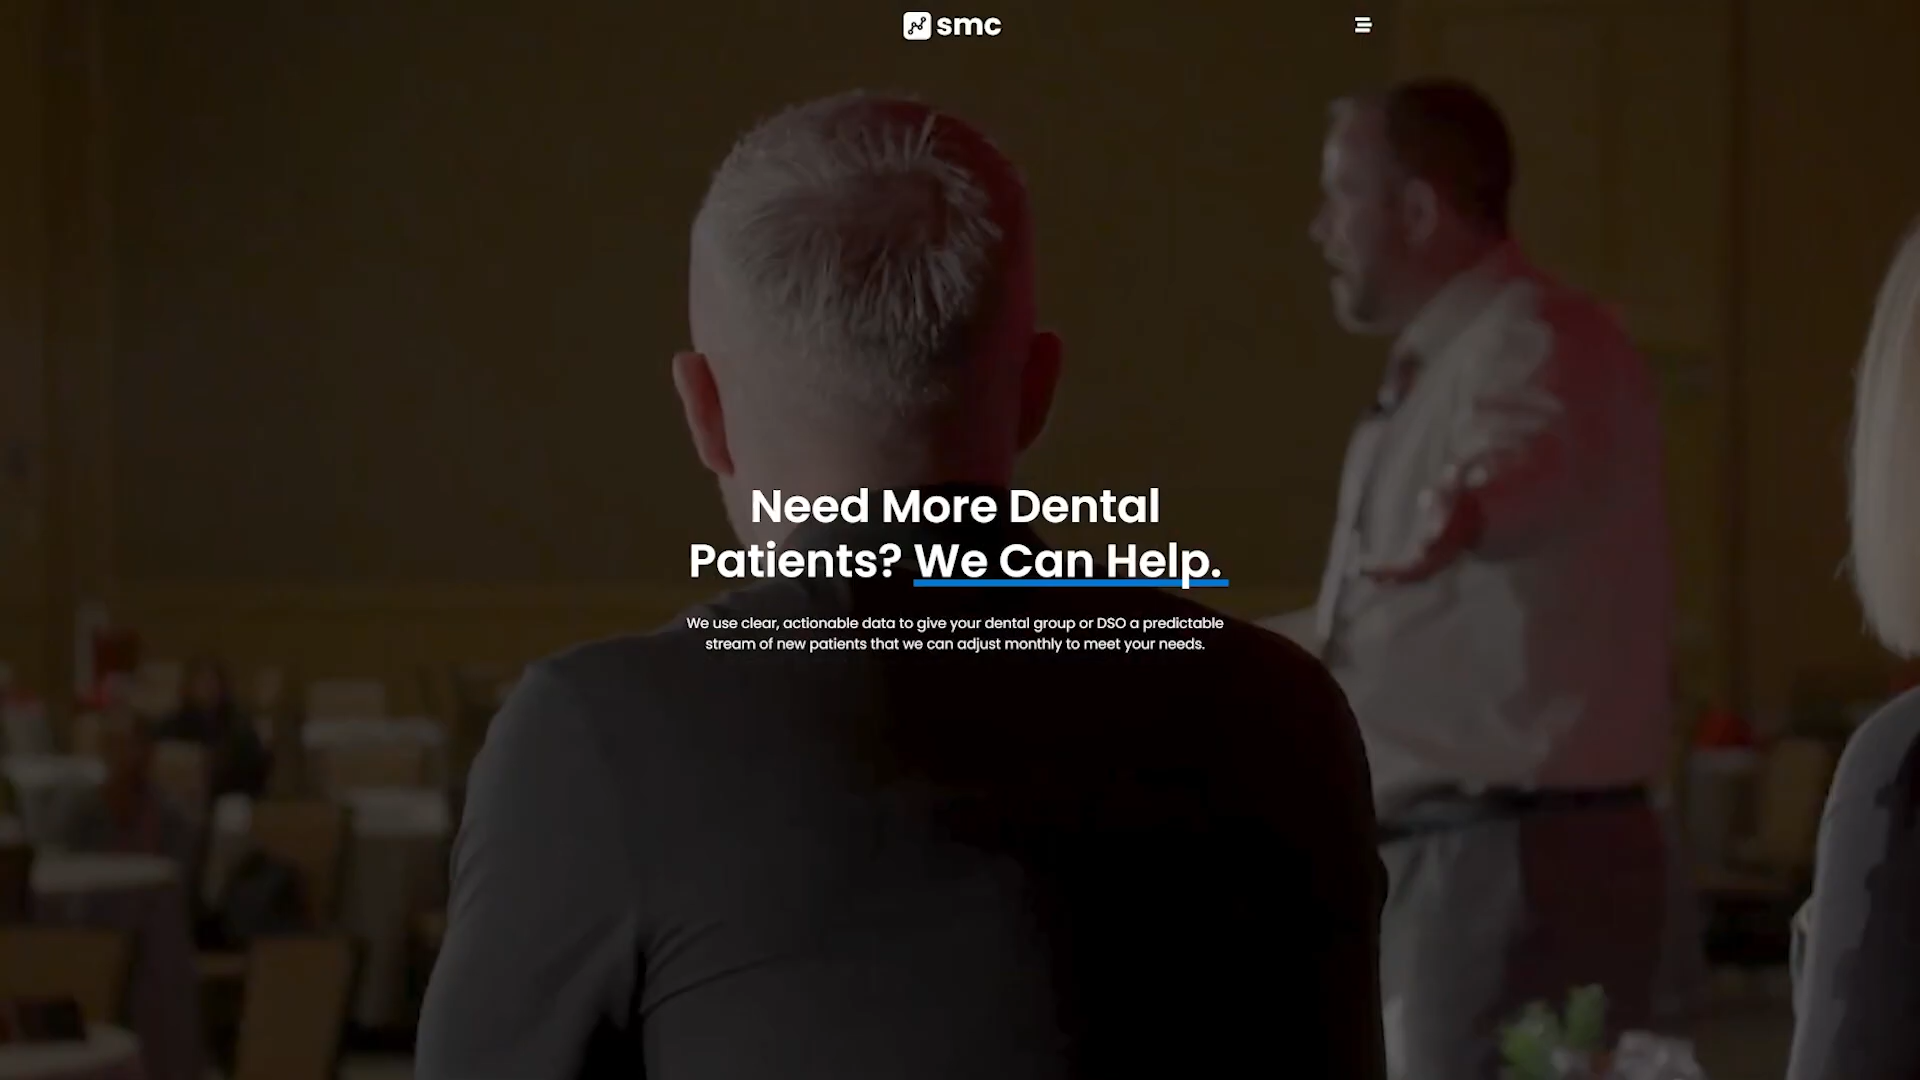 smc
Need More Dental
Patients? We Can Help.
We use clear, actionable data to give your dental group or DSO a predictable
stream of new patients that we can adjust monthly to meet your needs.